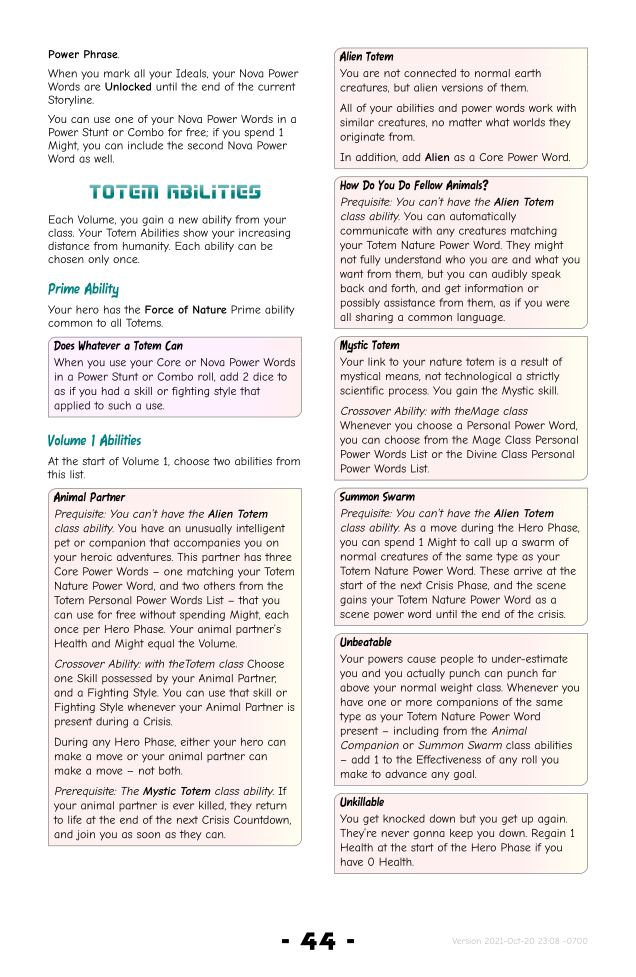 Power Phrase.
When you mark all your Ideals, your Nova Power
Words are Unlocked until the end of the current
Storyline.
You can use one of your Nova Power Words in a
Power Stunt or Combo for free; if you spend 1
Might, you can include the second Nova Power
Word as well.
TOTEM ABILITIES
Each Volume, you gain a new ability from your
class. Your Totem Abilities show your increasing
distance from humanity. Each ability can be
chosen only once.
Prime Ability
Your hero has the Force of Nature Prime ability
common to all Totems.
Does Whatever a Totem Can
When you use your Core or Nova Power Words
in a Power Stunt or Combo roll, add 2 dice to
as if you had a skill or fighting style that
applied to such a use.
Volume 1 Abilities
At the start of Volume 1, choose two abilities from
this list.
Animal Partner
Prequisite: You can't have the Alien Totem
class ability. You have an unusually intelligent
pet or companion that accompanies you on
your heroic adventures. This partner has three
Core Power Words – one matching your Totem
Nature Power Word, and two others from the
Totem Personal Power Words List – that you
can use for free without spending Might, each
once per Hero Phase. Your animal partner's
Health and Might equal the Volume.
Crossover Ability: with theTotem class Choose
one Skill possessed by your Animal Partner,
and a Fighting Style. You can use that skill or
Fighting Style whenever your Animal Partner is
present during a Crisis.
During any Hero Phase, either your hero can
make a move or your animal partner can
make a move – not both.
Prerequisite: The Mystic Totem class ability. If
your animal partner is ever killed, they return
to life at the end of the next Crisis Countdown,
and join you as soon as they can.
Alien Totem
You are not connected to normal earth
creatures, but alien versions of them.
All of your abilities and power words work with
similar creatures, no matter what worlds they
originate from.
In addition, add Alien as a Core Power Word.
How Do You Do Fellow Animals?
Prequisite: You can't have the Alien Totem
class ability. You can automatically
communicate with any creatures matching
your Totem Nature Power Word. They might
not fully understand who you are and what you
want from them, but you can audibly speak
back and forth, and get information or
possibly assistance from them, as if you were
all sharing a common language.
Mystic Totem
Your link to your nature totem is a result of
mystical means, not technological a strictly
scientific process. You gain the Mystic skill.
Crossover Ability: with theMage class
Whenever you choose a Personal Power Word,
you can choose from the Mage Class Personal
Power Words List or the Divine Class Personal
Power Words List.
Summon Swarm
Prequisite: You can't have the Alien Totem
class ability. As a move during the Hero Phase,
you can spend 1 Might to call up a swarm of
normal creatures of the same type as your
Totem Nature Power Word. These arrive at the
start of the next Crisis Phase, and the scene
gains your Totem Nature Power Word as a
scene power word until the end of the crisis.
Unbeatable
Your powers cause people to under-estimate
you and you actually punch can punch far
above your normal weight class. Whenever you
have one or more companions of the same
type as your Totem Nature Power Word
present – including from the Animal
Companion or Summon Swarm class abilities
– add 1 to the Effectiveness of any roll you
make to advance any goal.
Unkillable
You get knocked down but you get up again.
They're never gonna keep you down. Regain 1
Health at the start of the Hero Phase if you
have 0 Health.
- 44 -
Version 2021-Oct-20 23:08 -0700